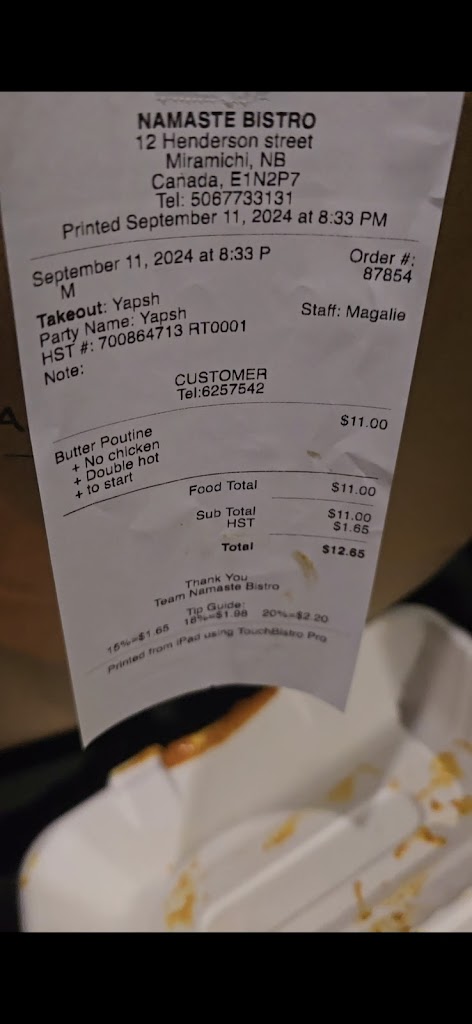 NAMASTE BISTRO
12 Henderson street
Miramichi, NB
Canada, E1N2P7
Tel: 5067733131
Printed September 11, 2024 at 8:33 PM
September 11, 2024 at 8:33 P
M
Order #:
87854
Takeout: Yapsh
Party Name: Yapsh
Staff: Magalie
HST #: 700864713 RT0001
Note:
CUSTOMER
Tel:6257542
Butter Poutine $11.00
+ No chicken
+ Double hot
+ to start
Food Total $11.00
Sub Total $11.00
HST $1.65
Total $12.65
Thank You
Team Namaste Bistro
Tip Guide:
15%=$1.65 18%=$1.98 20%=$2.20
Printed from iPad using TouchBistro Pro